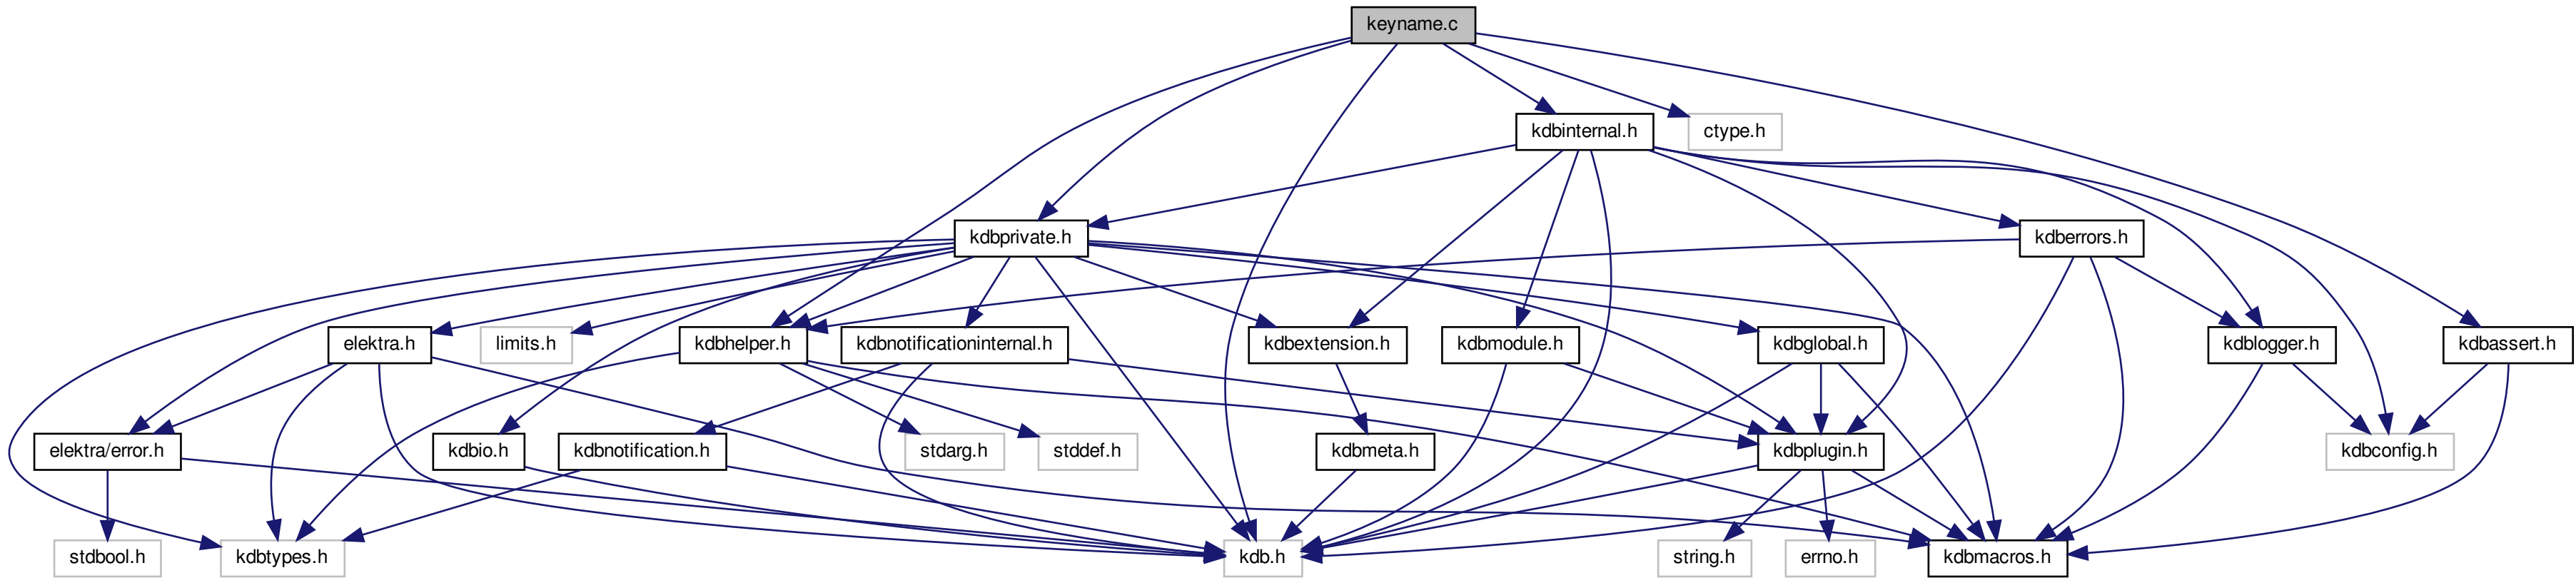 keyname.c
kdbinternal.h
ctype.h
kdbprivate.h
kdberrors.h
elektra.h
limits.h
kdbhelper.h
kdbnotificationinternal.h
kdbextension.h
kdbmodule.h
kdbglobal.h
kdblogger.h
kdbassert.h
elektra/error.h
kdbio.h
kdbnotification.h
stdarg.h
stddef.h
kdbmeta.h
kdbplugin.h
kdbconfig.h
stdbool.h
kdbtypes.h
kdb.h
string.h
errno.h
kdbmacros.h